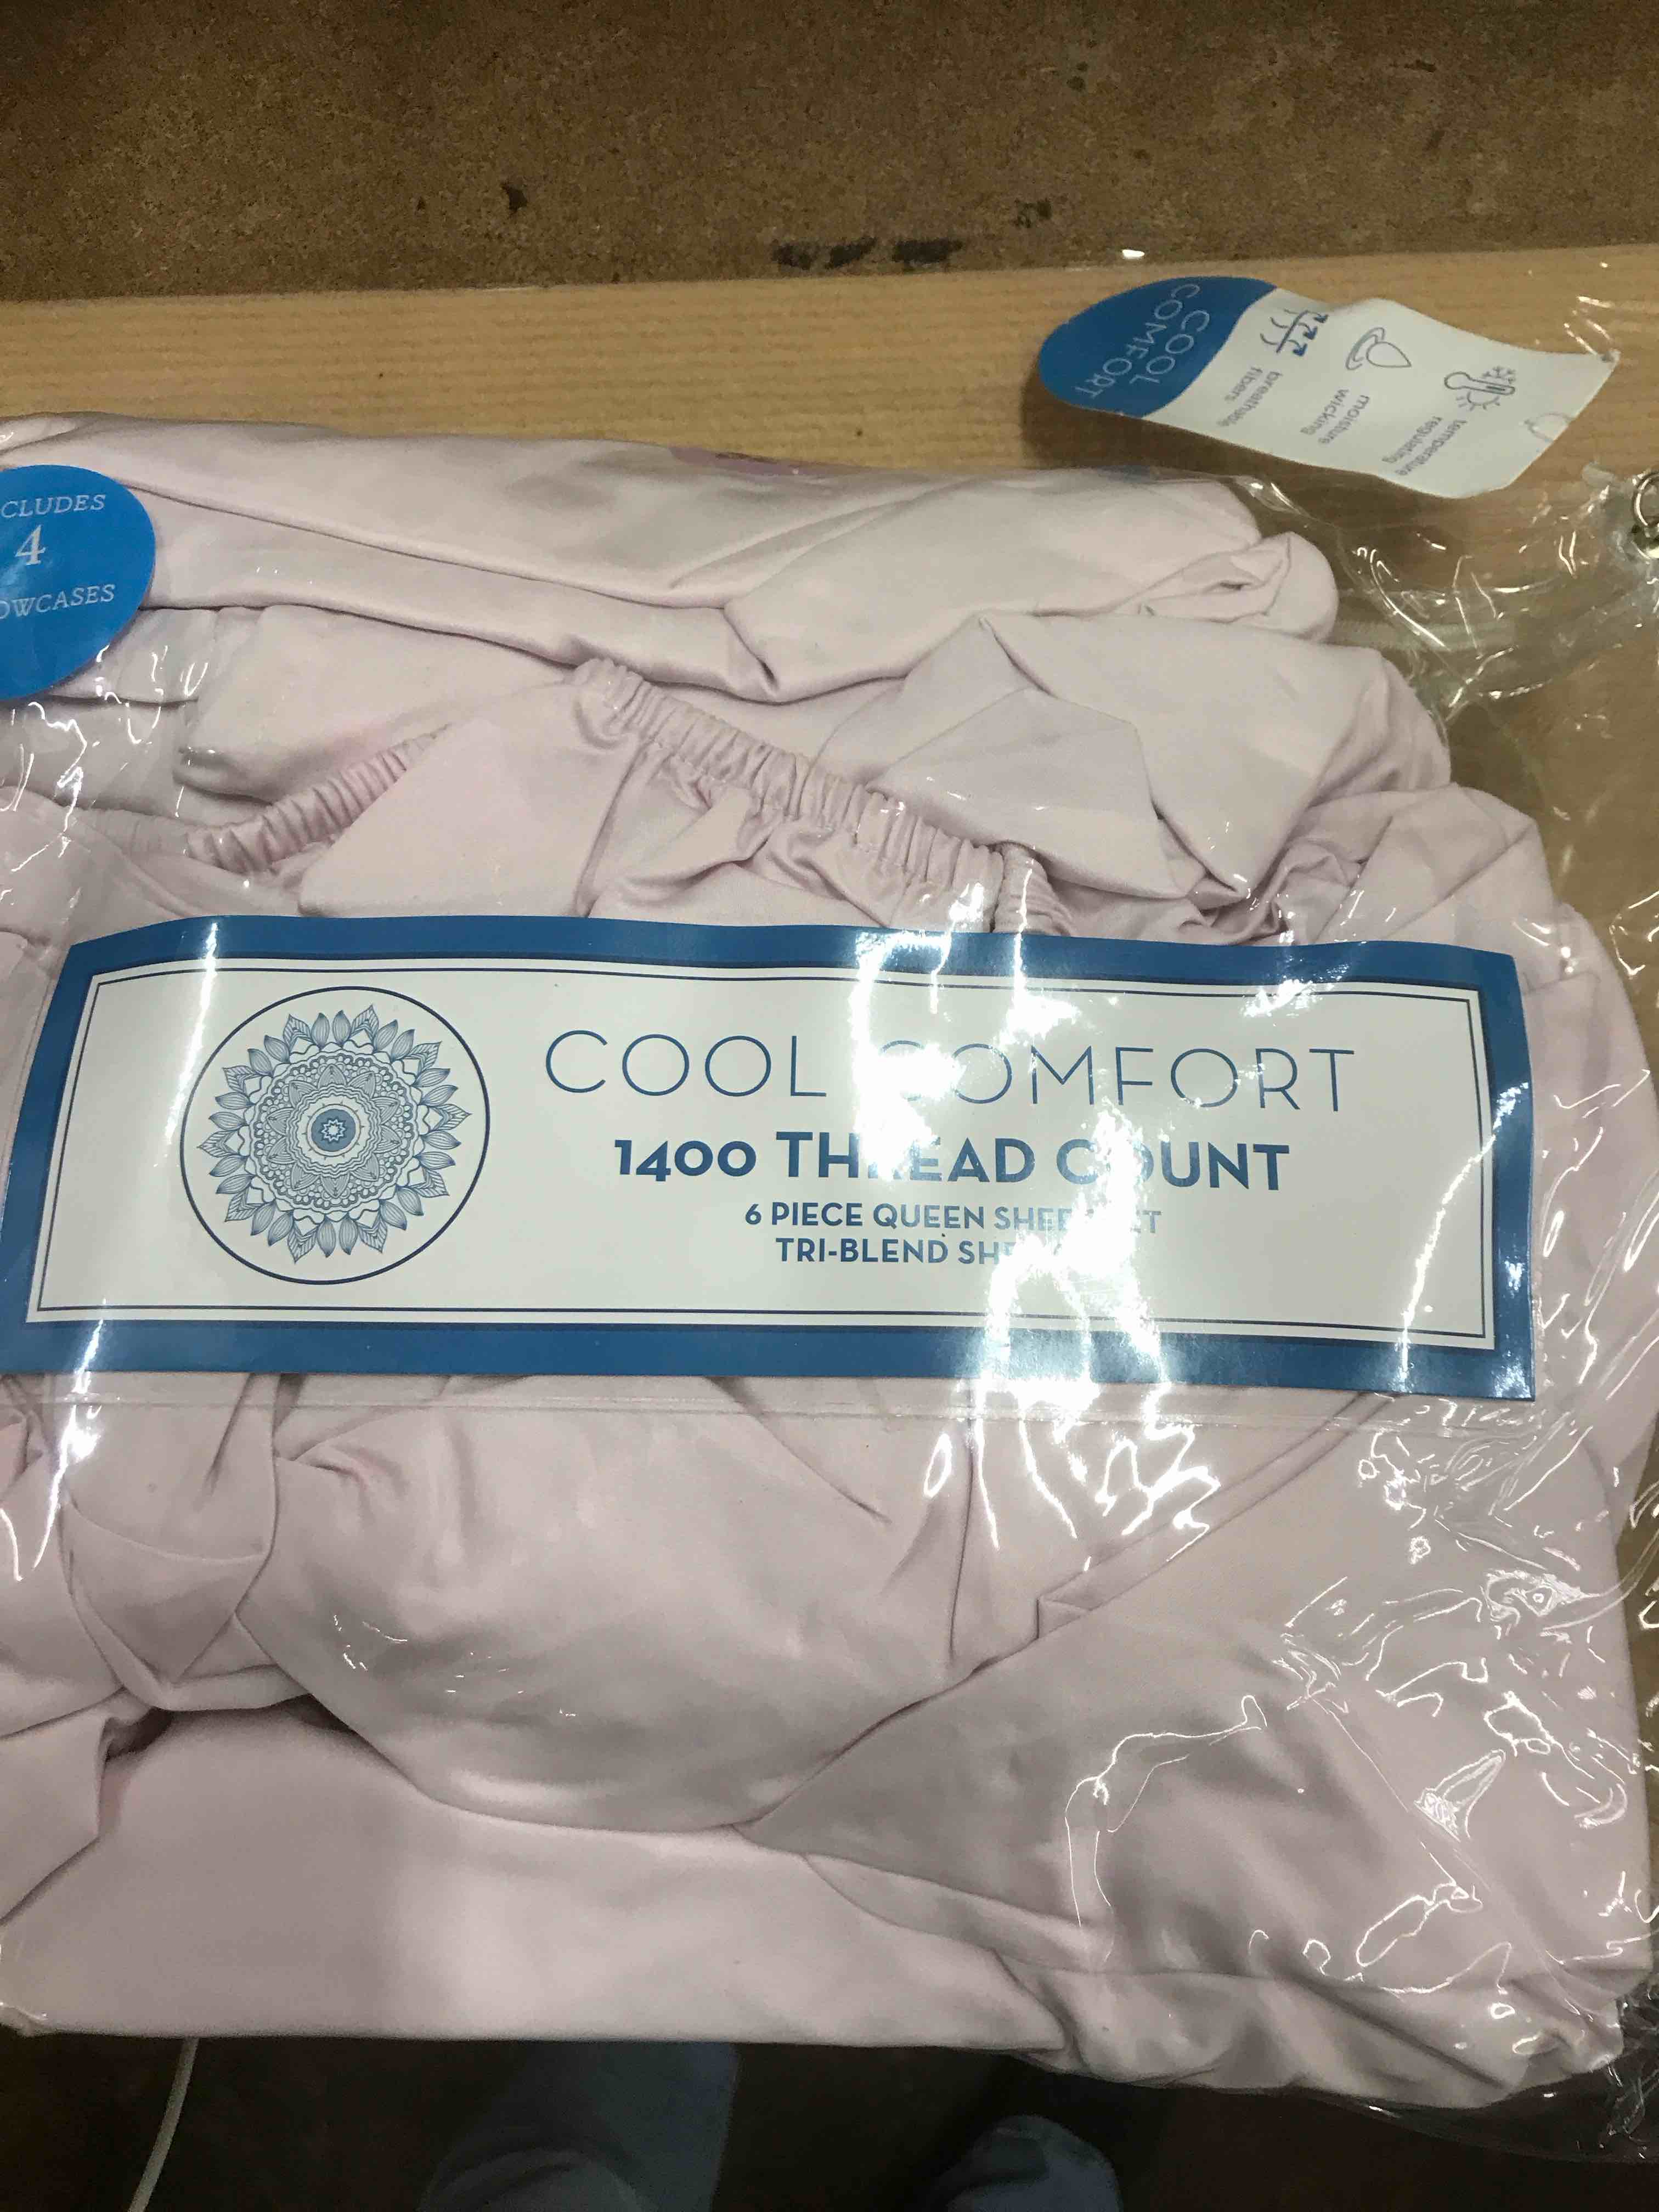 COOL
COMFORT
breathable
fibers
moisture
wicking
temperature
regulating
CLUDES
4
OWCASES
COOL COMFORT
1400 THREAD COUNT
6 PIECE QUEEN SHEET SET
TRI-BLEND